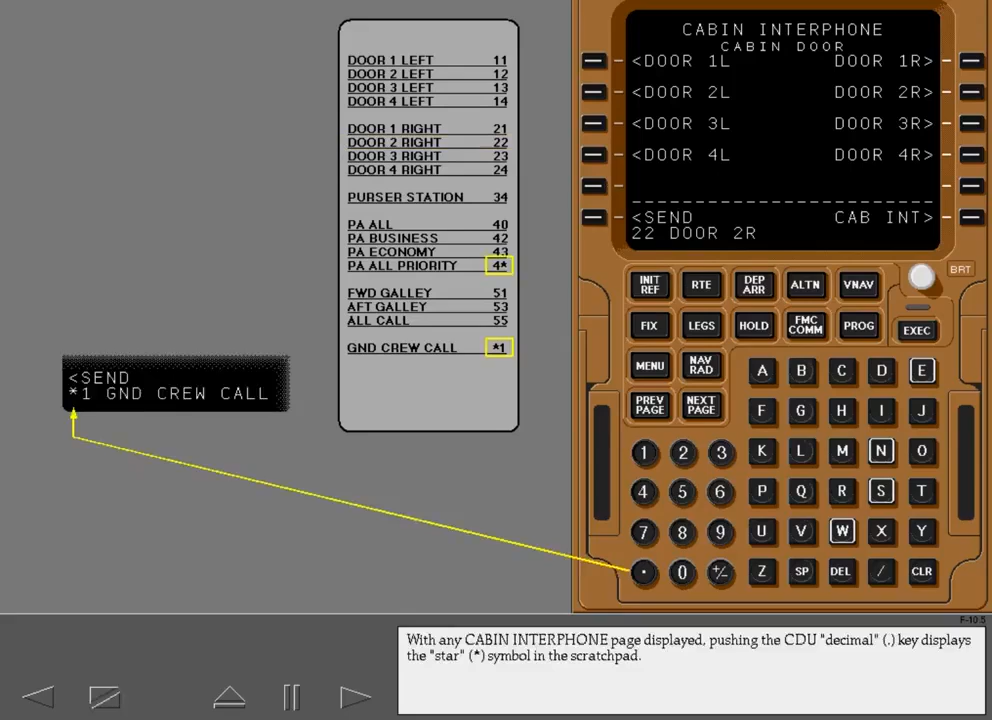 DOOR 1 LEFT 11
DOOR 2 LEFT 12
DOOR 3 LEFT 13
DOOR 4 LEFT 14
DOOR 1 RIGHT 21
DOOR 2 RIGHT 22
DOOR 3 RIGHT 23
DOOR 4 RIGHT 24
PURSER STATION 34
PA ALL 40
PA BUSINESS 42
PA ECONOMY 43
PA ALL PRIORITY 4*
FWD GALLEY 51
AFT GALLEY 53
ALL CALL 55
GND CREW CALL *1
<SEND
*1 GND CREW CALL
CABIN INTERPHONE
CABIN DOOR
<DOOR 1L DOOR 1R>
<DOOR 2L DOOR 2R>
<DOOR 3L DOOR 3R>
<DOOR 4L DOOR 4R>
<SEND CAB INT>
22 DOOR 2R
BRT
INIT REF RTE DEP ARR ALTN VNAV
FIX LEGS HOLD FMC COMM PROG EXEC
MENU NAV RAD
PREV PAGE NEXT PAGE
A B C D E
F G H I J
1 2 3 K L M N O
4 5 6 P Q R S T
7 8 9 U V W X Y
. 0 +/- Z SP DEL / CLR
F-10.5
With any CABIN INTERPHONE page displayed, pushing the CDU "decimal" (.) key displays
the "star" (*) symbol in the scratchpad.